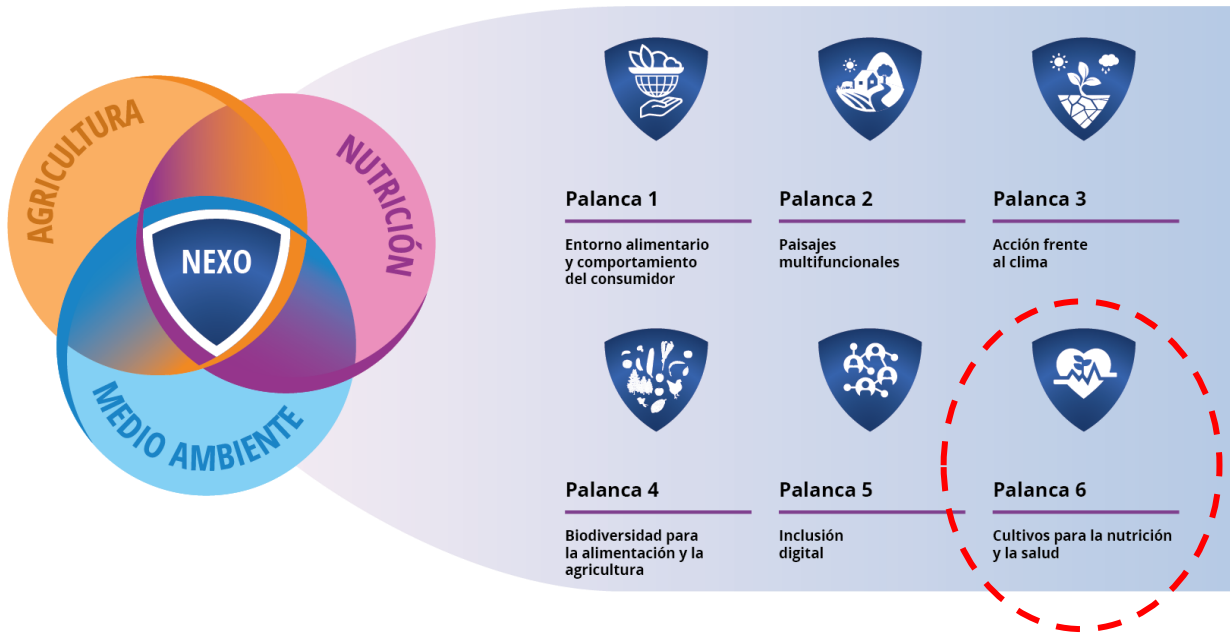 AGRICULTURA
NUTRICIÓN
NEXO
MEDIO AMBIENTE
Palanca 1
Entorno alimentario
y comportamiento
del consumidor
Palanca 2
Paisajes
multifuncionales
Palanca 3
Acción frente
al clima
Palanca 4
Biodiversidad para
la alimentación y la
agricultura
Palanca 5
Inclusión
digital
Palanca 6
Cultivos para la nutrición
y la salud